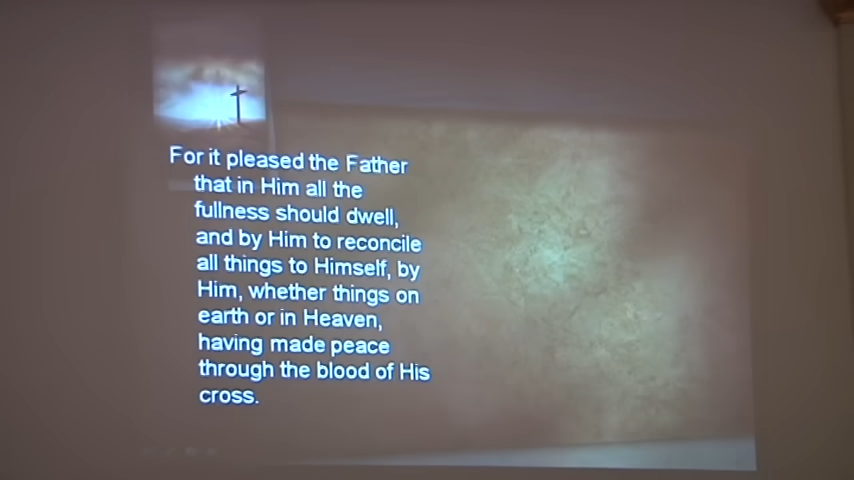 For it pleased the Father
that in Him all the
fullness should dwell,
and by Him to reconcile
all things to Himself, by
Him, whether things on
earth or in Heaven,
having made peace
through the blood of His
cross.